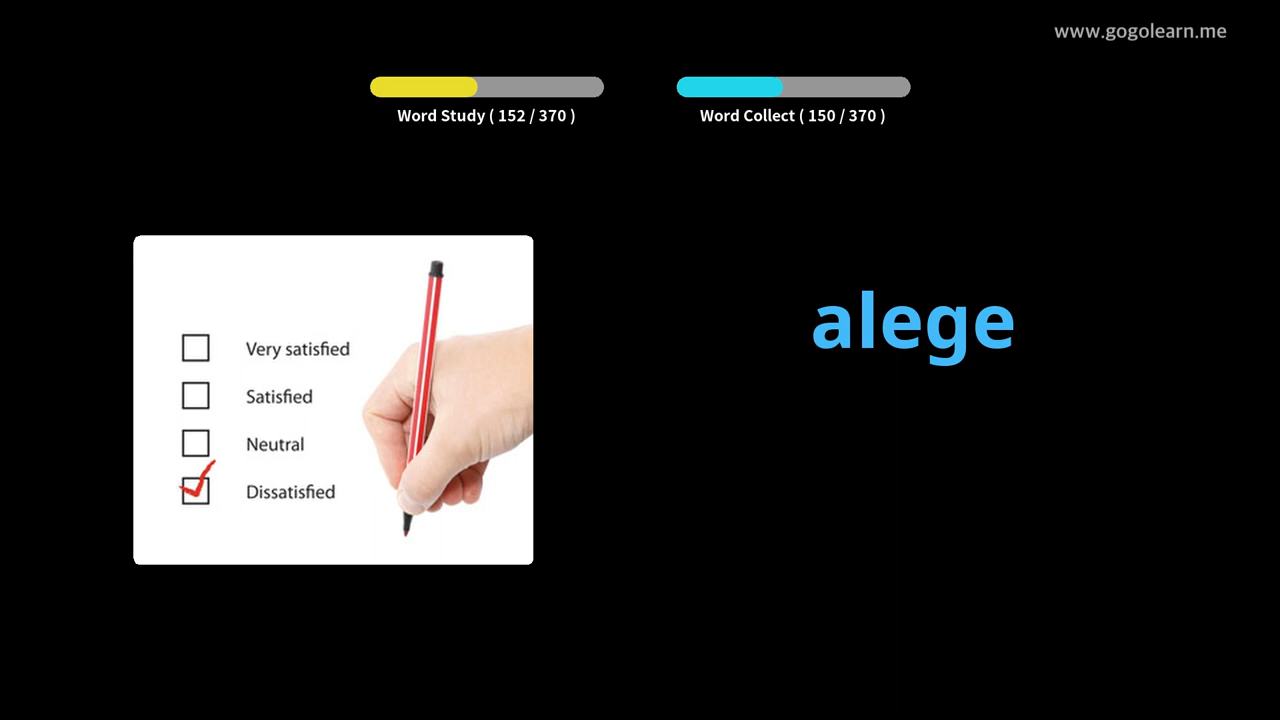 www.gogolearn.me
Word Study ( 152 / 370 )
Word Collect ( 150 / 370 )
Very satisfied
Satisfied
Neutral
Dissatisfied
alege